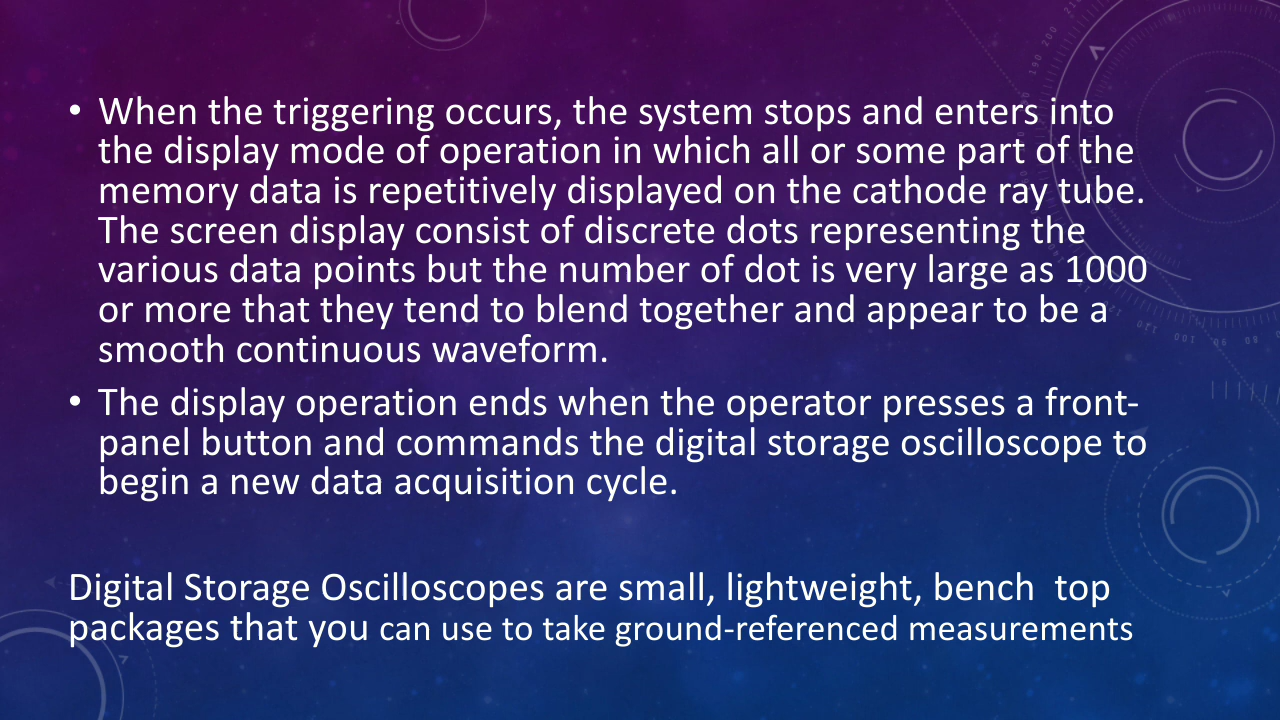 • When the triggering occurs, the system stops and enters into
the display mode of operation in which all or some part of the
memory data is repetitively displayed on the cathode ray tube.
The screen display consist of discrete dots representing the
various data points but the number of dot is very large as 1000
or more that they tend to blend together and appear to be a
smooth continuous waveform.
• The display operation ends when the operator presses a front-
panel button and commands the digital storage oscilloscope to
begin a new data acquisition cycle.
Digital Storage Oscilloscopes are small, lightweight, bench  top
packages that you can use to take ground-referenced measurements